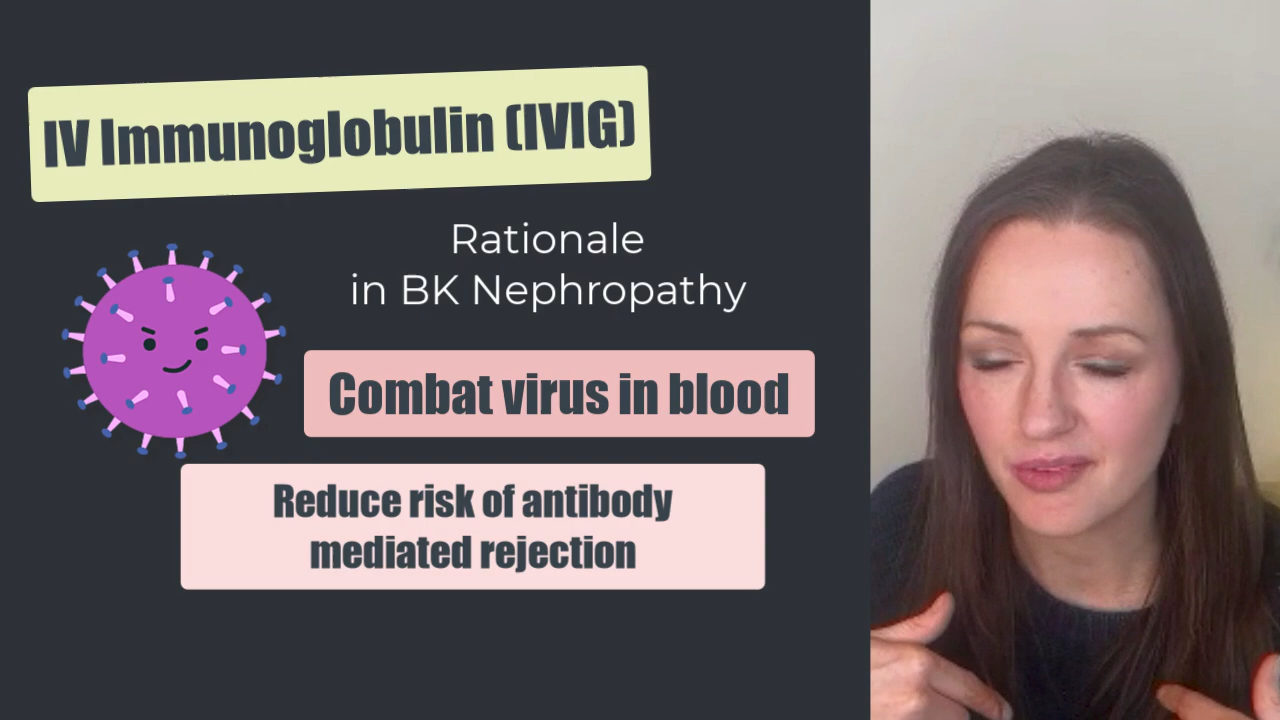 IV Immunoglobulin (IVIG)
Rationale
in BK Nephropathy
Combat virus in blood
Reduce risk of antibody
mediated rejection